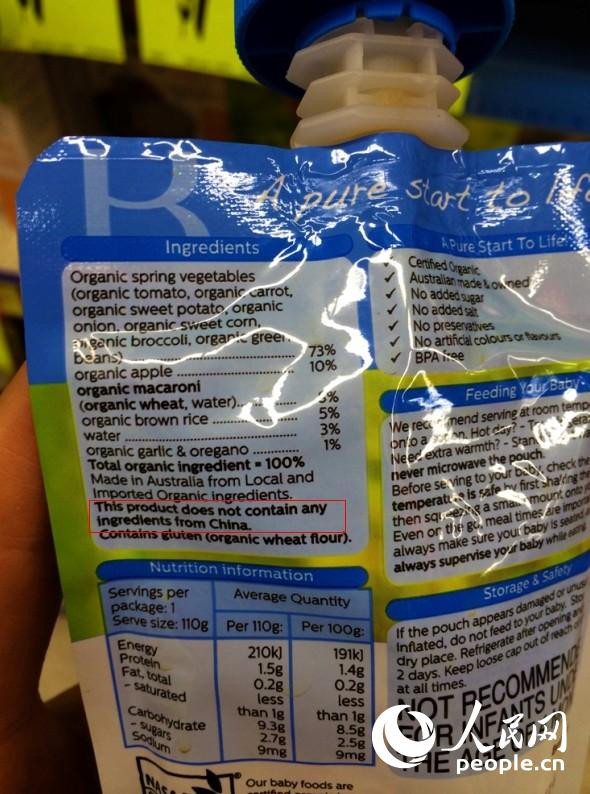 A pure start to life
Ingredients
Organic spring vegetables
(organic tomato, organic carrot,
organic sweet potato, organic
onion, organic sweet corn,
organic broccoli, organic green
beans) .......................... 73%
organic apple .......................... 10%
organic macaroni
(organic wheat, water)..........
organic brown rice .................. 5%
water .......................... 3%
organic garlic & oregano ........ 1%
Total organic ingredient = 100%
Made in Australia from Local and
Imported Organic ingredients.
This product does not contain any
ingredients from China.
Contains gluten (organic wheat flour).
Nutrition information
Servings per
package: 1
Serve size: 110g
Average Quantity
Per 110g: Per 100g:
Energy 210kj 191kj
Protein 1.5g 1.4g
Fat, total 0.2g 0.2g
- saturated less less
than 1g than 1g
Carbohydrate 9.3g 8.5g
- sugars 2.7g 2.5g
Sodium 9mg 9mg
NASAA
Our baby foods are
A Pure Start To Life!
✓ Certified Organic
✓ Australian made & owned
✓ No added sugar
✓ No added salt
✓ No preservatives
✓ No artificial colours or flavours
✓ BPA free
Feeding Your Baby
We recommend serving at room
onto a Hot day? -
Need extra warmth? -
never microwave the pouch.
Before serving to your baby, check the
temperature is safe by first shaking the
then squeezing a small amount onto
Even on the go, meal times are
always make sure your baby is seated
always supervise your baby while eating.
Storage & Safety
If the pouch appears damaged or
Inflated, do not feed to your baby.
dry place. Refrigerate after opening and
2 days. Keep loose cap out of reach
at all times.
NOT RECOMMENDED
FOR INFANTS UNDER
THE AGE OF
人民网
people.cn